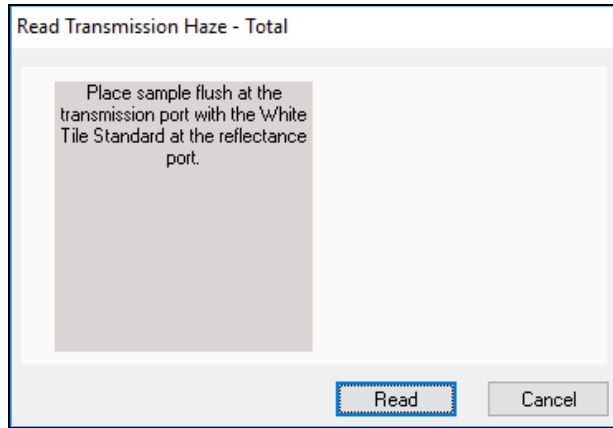 Read Transmission Haze - Total
Place sample flush at the
transmission port with the White
Tile Standard at the reflectance
port.
Read
Cancel